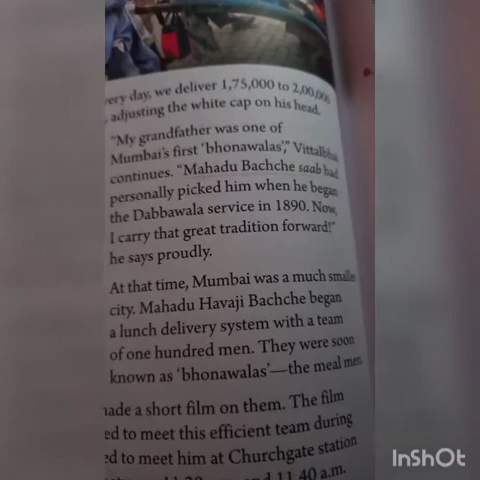 very day, we deliver 1,75,000 to 2,00,000
, adjusting the white cap on his head.
"My grandfather was one of
Mumbai's first 'bhonawalas'," Vittalbhai
continues. "Mahadu Bachche saab had
personally picked him when he began
the Dabbawala service in 1890. Now,
I carry that great tradition forward!"
he says proudly.
At that time, Mumbai was a much smaller
city. Mahadu Havaji Bachche began
a lunch delivery system with a team
of one hundred men. They were soon
known as 'bhonawalas'—the meal men.
ade a short film on them. The film
ed to meet this efficient team during
ed to meet him at Churchgate station
and 11.40 a.m.
InShOt